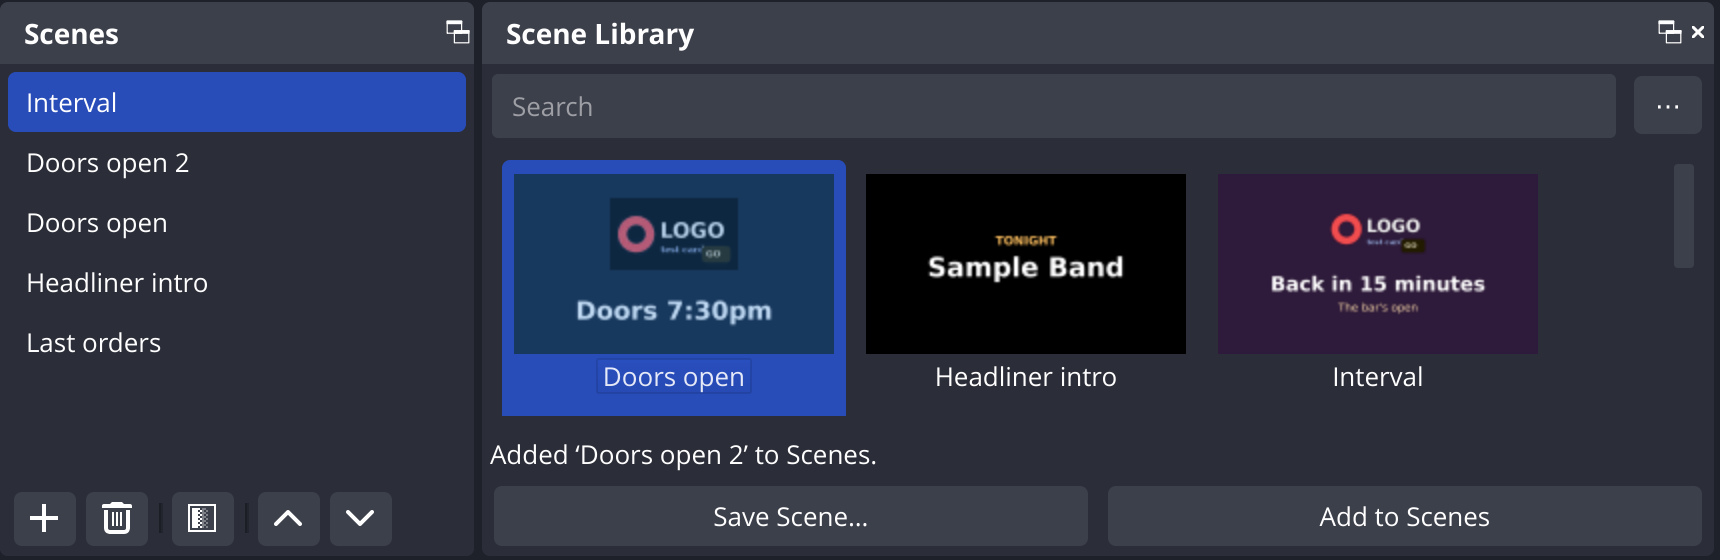 Scenes
Interval
Doors open 2
Doors open
Headliner intro
Last orders
Scene Library
Search
...
LOGO
GO
Doors 7:30pm
Doors open
TONIGHT
Sample Band
Headliner intro
LOGO
GO
Back in 15 minutes
The bar's open
Interval
Added ‘Doors open 2’ to Scenes.
Save Scene...
Add to Scenes